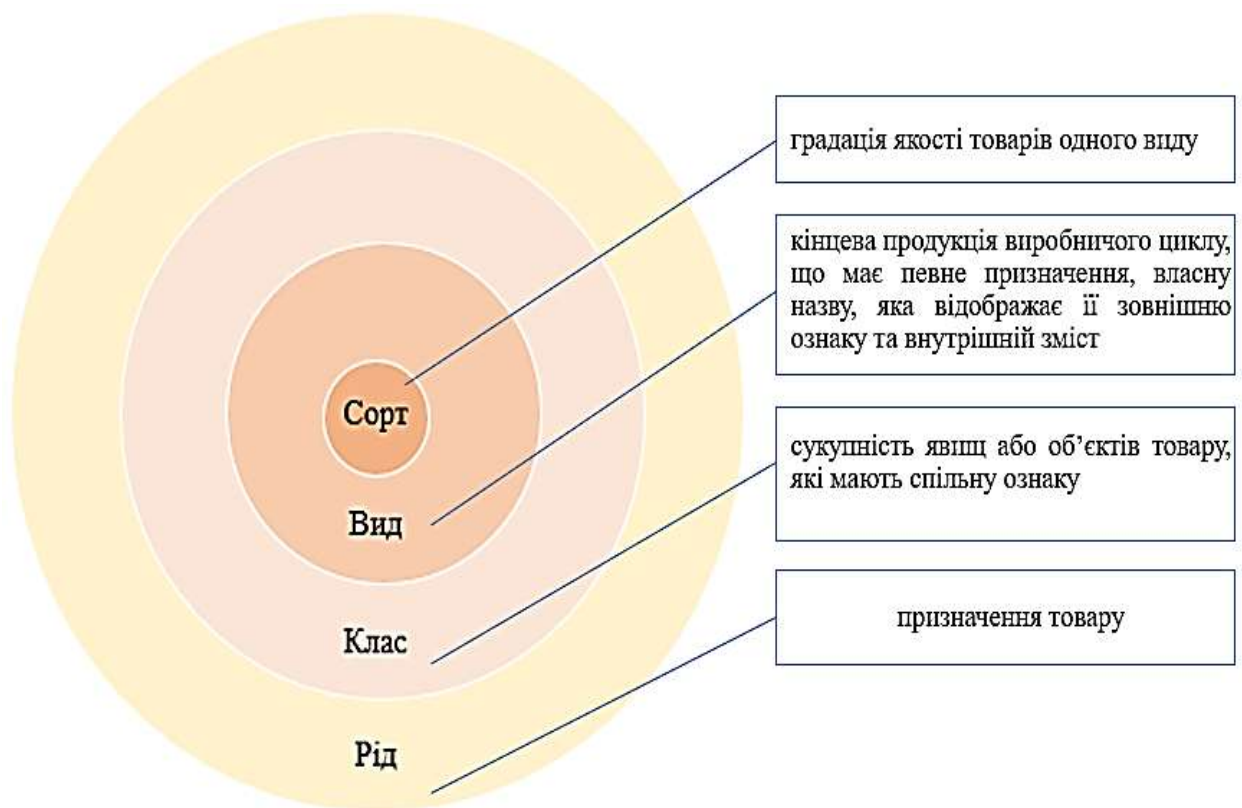 градація якості товарів одного виду
кінцева продукція виробничого циклу,
що має певне призначення, власну
назву, яка відображає її зовнішню
ознаку та внутрішній зміст
Сорт
сукупність явищ або об’єктів товару,
які мають спільну ознаку
Вид
призначення товару
Клас
Рід